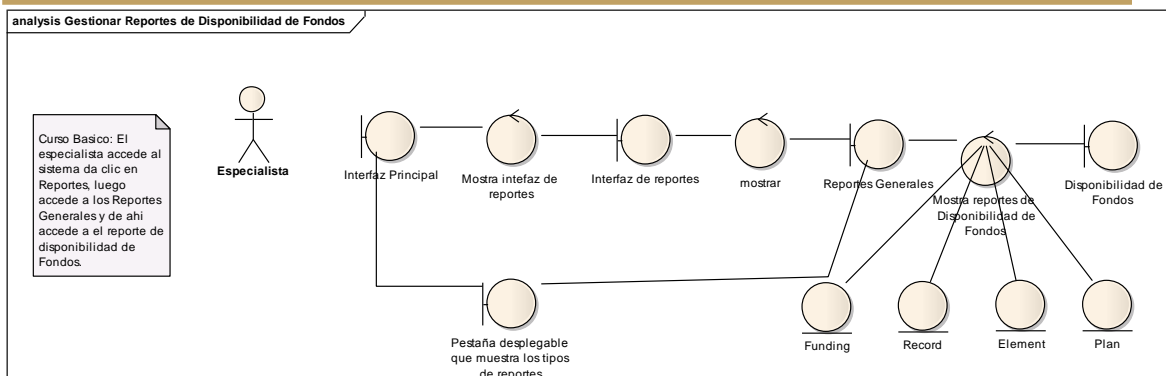 analysis Gestionar Reportes de Disponibilidad de Fondos
Curso Basico: El
especialista accede al
sistema da clic en
Reportes, luego
accede a los Reportes
Generales y de ahi
accede a el reporte de
disponibilidad de
Fondos.
Especialista
Interfaz Principal
Mostra intefaz de
reportes
Interfaz de reportes
mostrar
Reportes Generales
Mostra reportes de
Disponibilidad de
Fondos
Disponibilidad de
Fondos
Pestaña desplegable
que muestra los tipos
de reportes
Funding
Record
Element
Plan